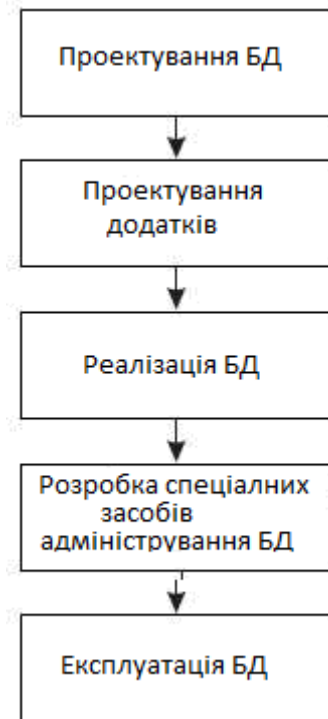 Проектування БД
Проектування
додатків
Реалізація БД
Розробка спеціалних
засобів
адміністрування БД
Експлуатація БД